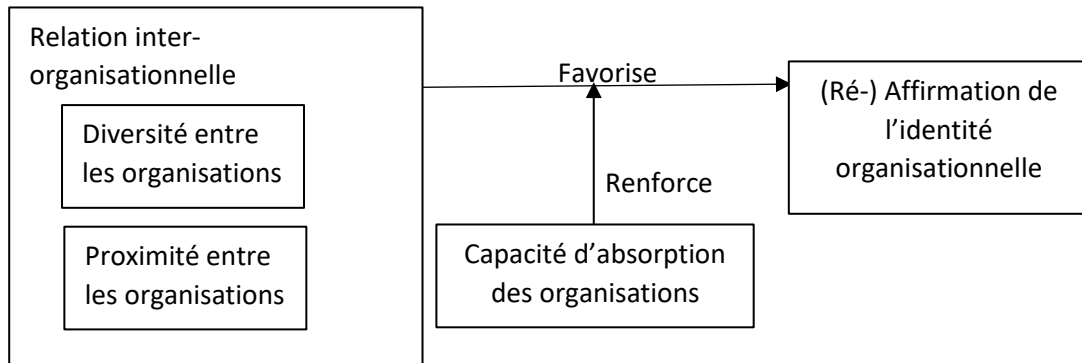 Relation inter-
organisationnelle
Diversité entre
les organisations
Proximité entre
les organisations
Favorise
Renforce
Capacité d’absorption
des organisations
(Ré-) Affirmation de
l’identité
organisationnelle